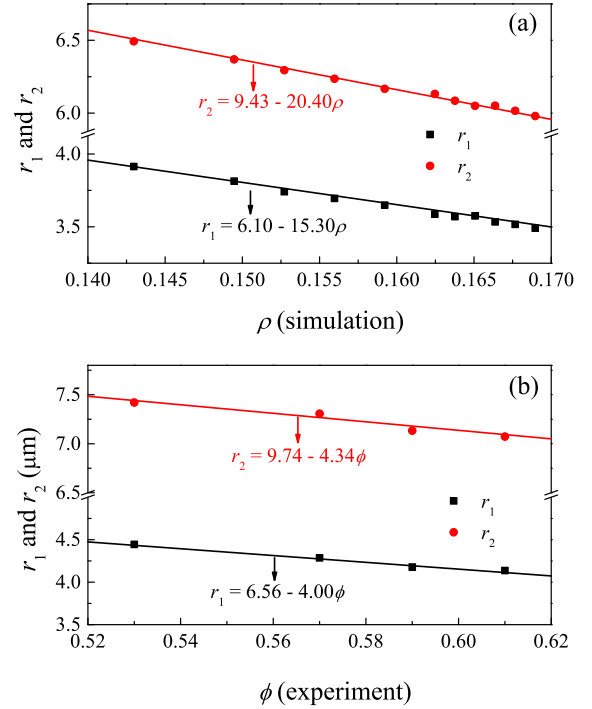 (a)
6.5
6.0
4.0
3.5
r₁ and r₂
r₂ = 9.43 - 20.40ρ
r₁
r₂
r₁ = 6.10 - 15.30ρ
0.140 0.145 0.150 0.155 0.160 0.165 0.170
ρ (simulation)
(b)
7.5
7.0
6.5
4.5
4.0
3.5
r₁ and r₂ (μm)
r₂ = 9.74 - 4.34ϕ
r₁
r₂
r₁ = 6.56 - 4.00ϕ
0.52 0.54 0.56 0.58 0.60 0.62
ϕ (experiment)